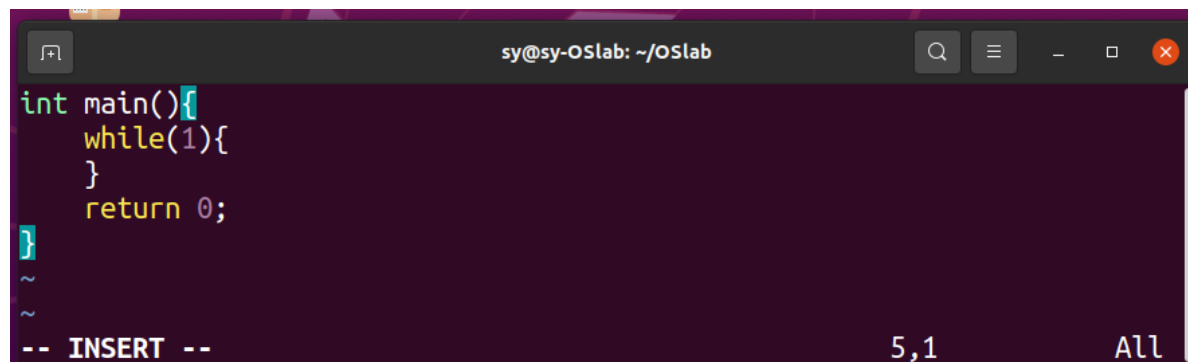 sy@sy-OSlab: ~/OSlab
int main(){
    while(1){
    }
    return 0;
}
~
~
-- INSERT -- 5,1 All